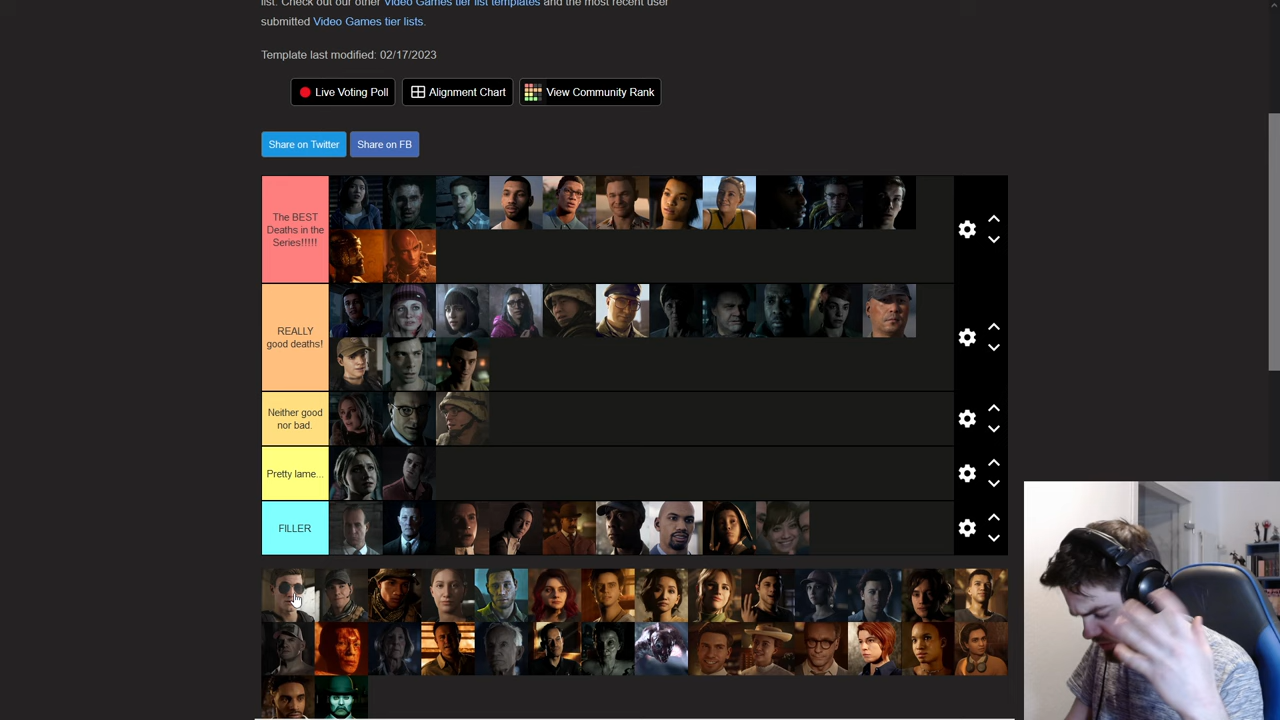 list. Check out our other Video Games tier list templates and the most recent user
submitted Video Games tier lists.
Template last modified: 02/17/2023
Live Voting Poll
Alignment Chart
View Community Rank
Share on Twitter
Share on FB
The BEST
Deaths in the
Series!!!!!
REALLY
good deaths!
Neither good
nor bad.
Pretty lame...
FILLER